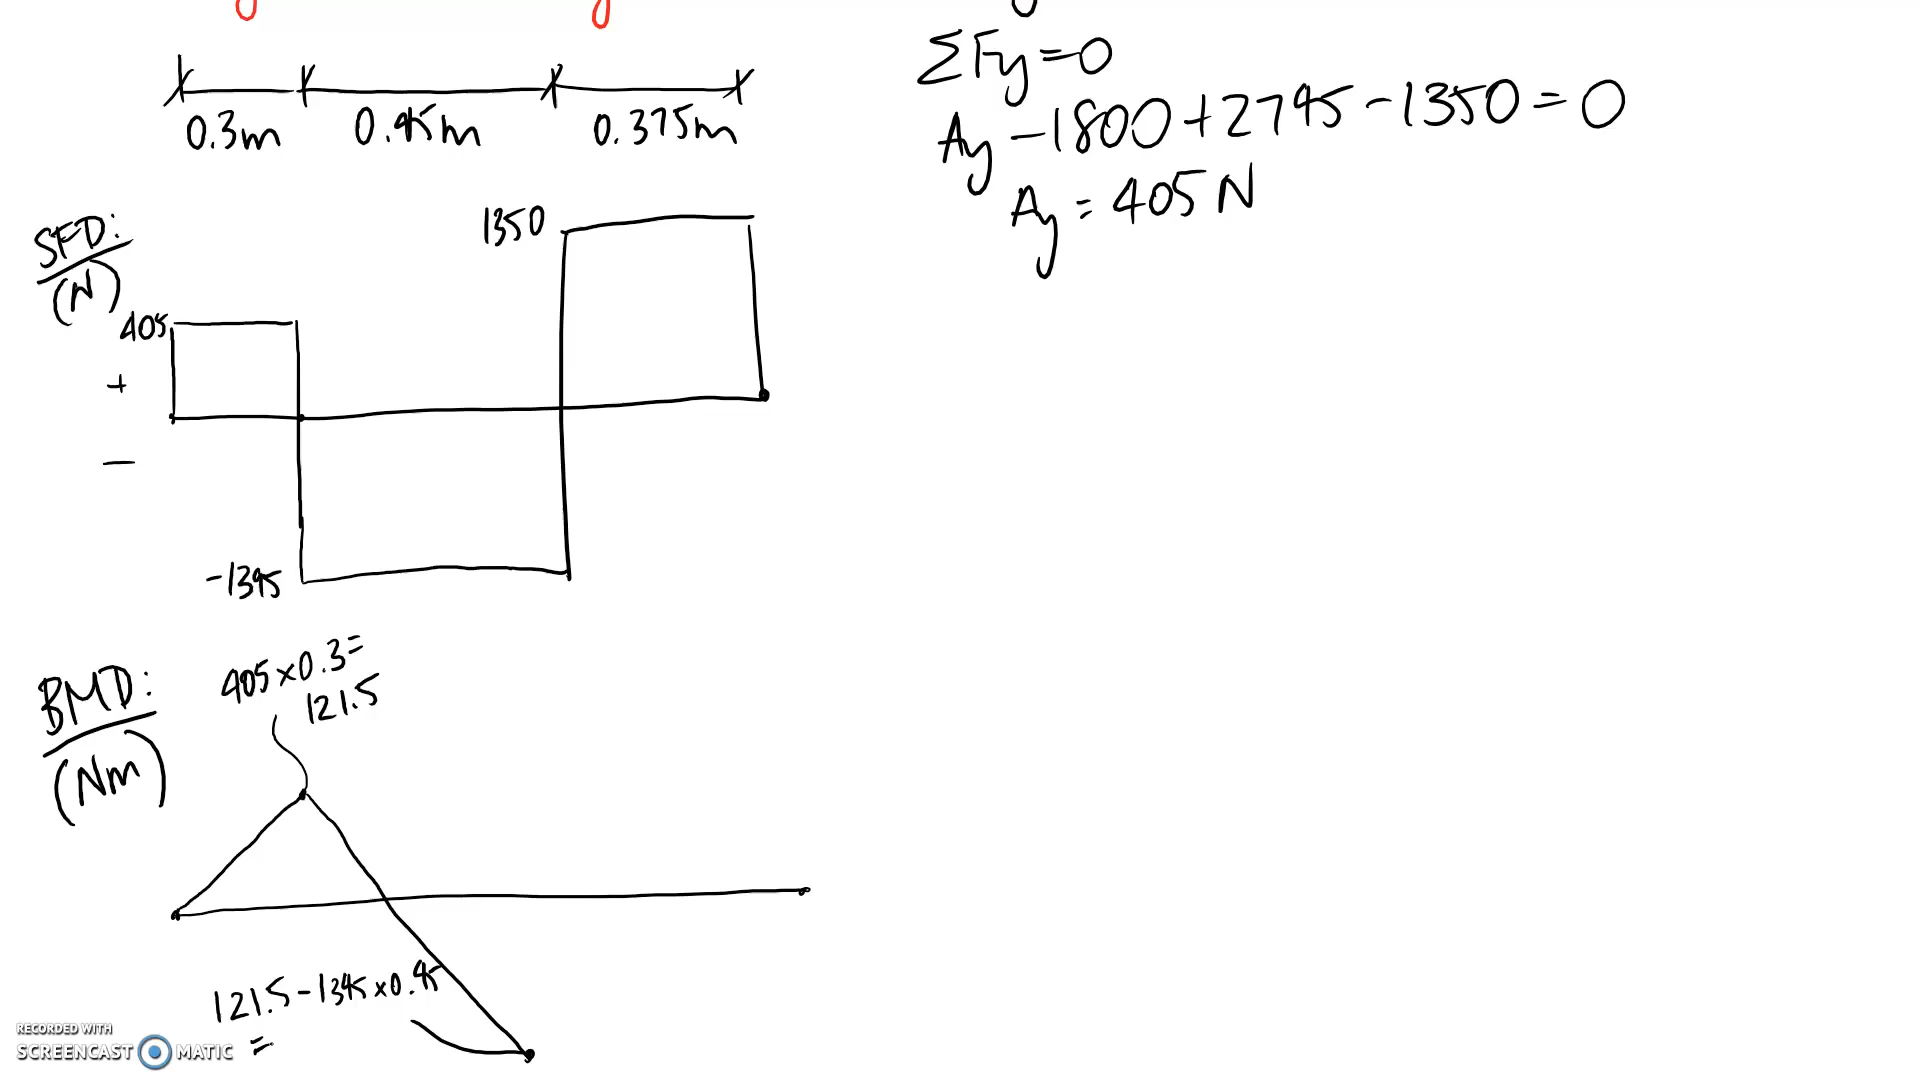 0.3m 0.45m 0.375m
ΣFy=0
Ay -1800+2745-1350=0
Ay = 405 N
SFD:
(N)
1350
405
+
-
-1395
BMD:
(Nm)
405×0.3=
121.5
121.5-1395×0.45
=
RECORDED WITH
SCREENCAST MATIC